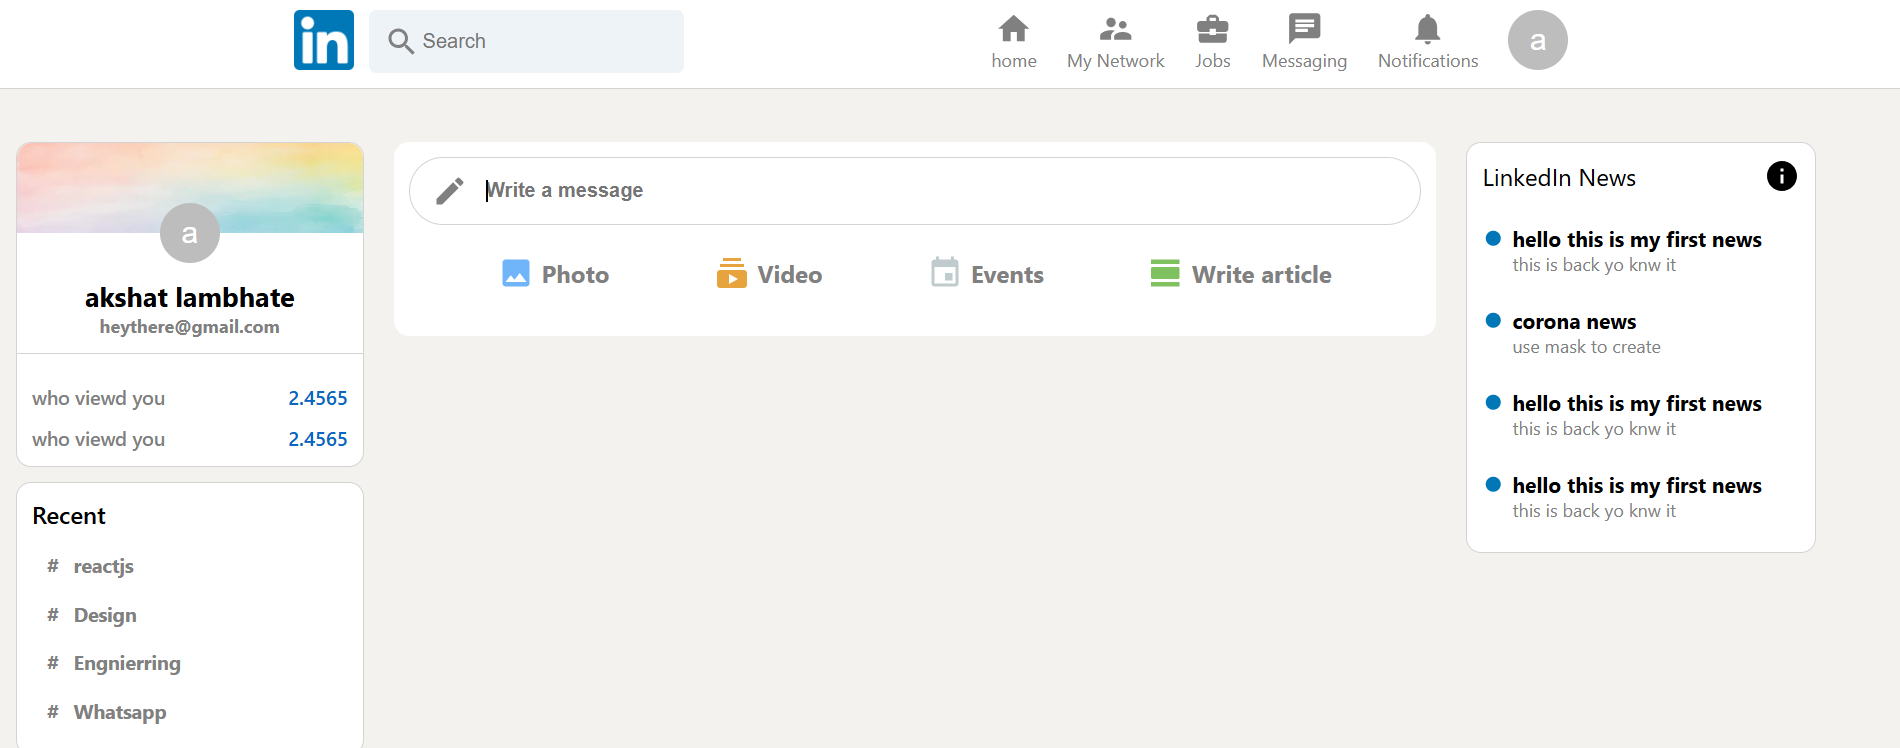 in
Search
home
My Network
Jobs
Messaging
Notifications
a
a
akshat lambhate
heythere@gmail.com
who viewd you 2.4565
who viewd you 2.4565
Recent
# reactjs
# Design
# Engnierring
# Whatsapp
Write a message
Photo
Video
Events
Write article
LinkedIn News
hello this is my first news
this is back yo knw it
corona news
use mask to create
hello this is my first news
this is back yo knw it
hello this is my first news
this is back yo knw it